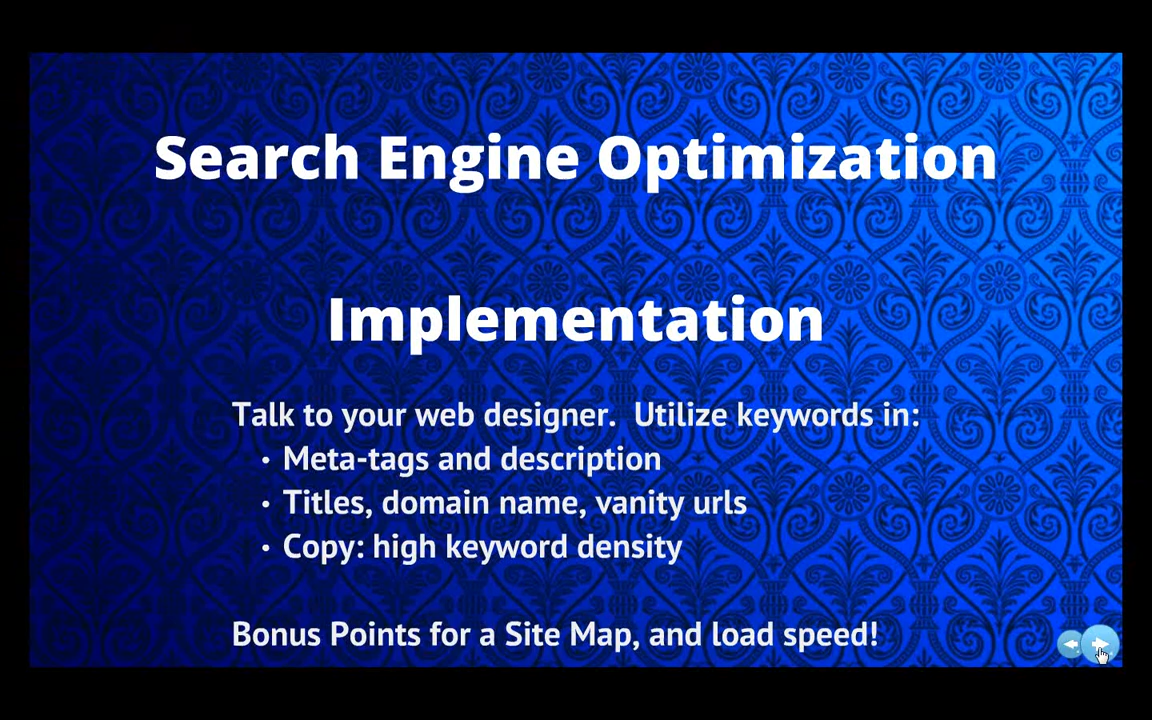 Search Engine Optimization
Implementation
Talk to your web designer.  Utilize keywords in:
• Meta-tags and description
• Titles, domain name, vanity urls
• Copy: high keyword density
Bonus Points for a Site Map, and load speed!